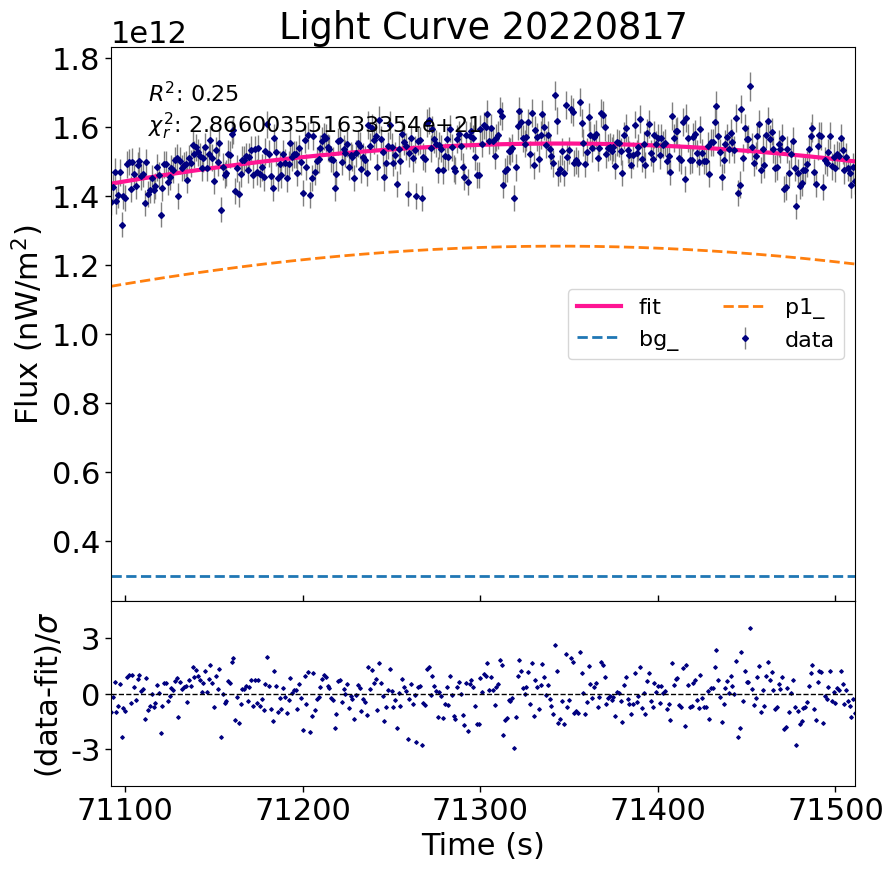 Light Curve 20220817
1e12
1.8
1.6
1.4
1.2
1.0
0.8
0.6
0.4
Flux (nW/m²)
R²: 0.25
χ²ᵣ: 2.866003551633354e+21
fit
bg_
p1_
data
3
0
-3
(data-fit)/σ
71100
71200
71300
71400
71500
Time (s)